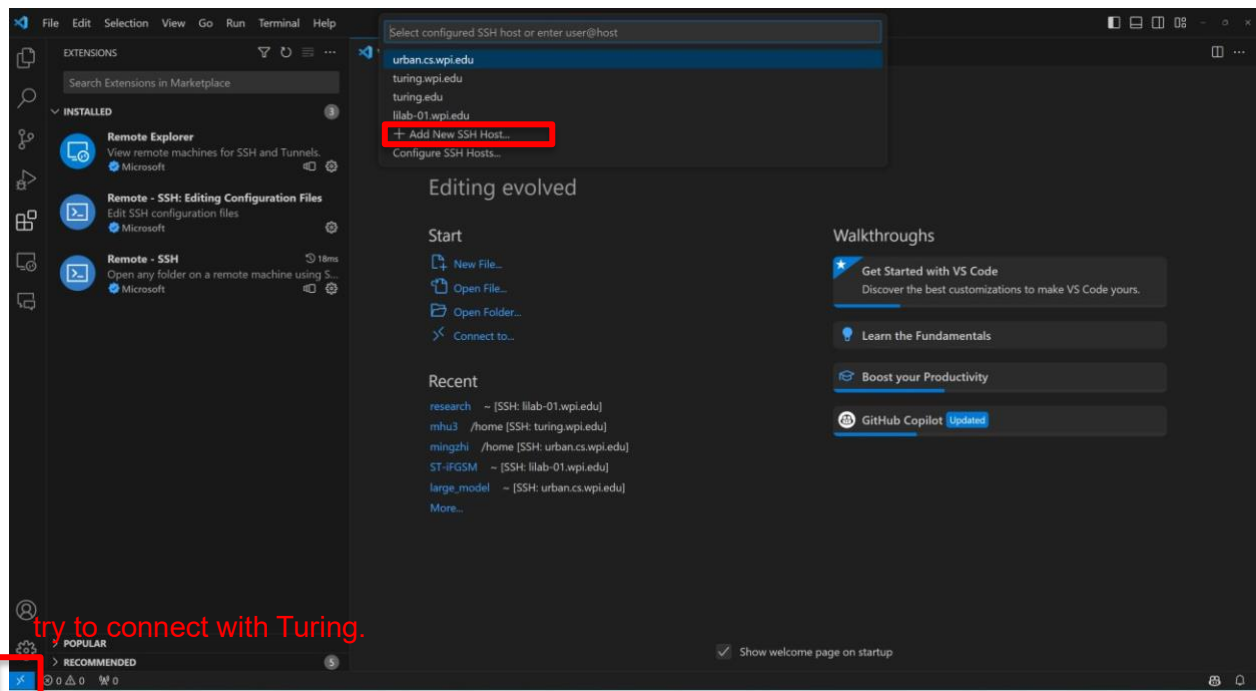 File Edit Selection View Go Run Terminal Help
Select configured SSH host or enter user@host
urban.cs.wpi.edu
turing.wpi.edu
turing.edu
lilab-01.wpi.edu
+ Add New SSH Host...
Configure SSH Hosts...
EXTENSIONS
Search Extensions in Marketplace
INSTALLED 3
Remote Explorer
View remote machines for SSH and Tunnels.
Microsoft
Remote - SSH: Editing Configuration Files
Edit SSH configuration files
Microsoft
Remote - SSH 18ms
Open any folder on a remote machine using S...
Microsoft
POPULAR
RECOMMENDED 5
try to connect with Turing.
Editing evolved
Start
New File...
Open File...
Open Folder...
Connect to...
Recent
research ~ [SSH: lilab-01.wpi.edu]
mhu3 /home [SSH: turing.wpi.edu]
mingzhi /home [SSH: urban.cs.wpi.edu]
ST-iFGSM ~ [SSH: lilab-01.wpi.edu]
large_model ~ [SSH: urban.cs.wpi.edu]
More...
Walkthroughs
Get Started with VS Code
Discover the best customizations to make VS Code yours.
Learn the Fundamentals
Boost your Productivity
GitHub Copilot Updated
Show welcome page on startup
0 0 0